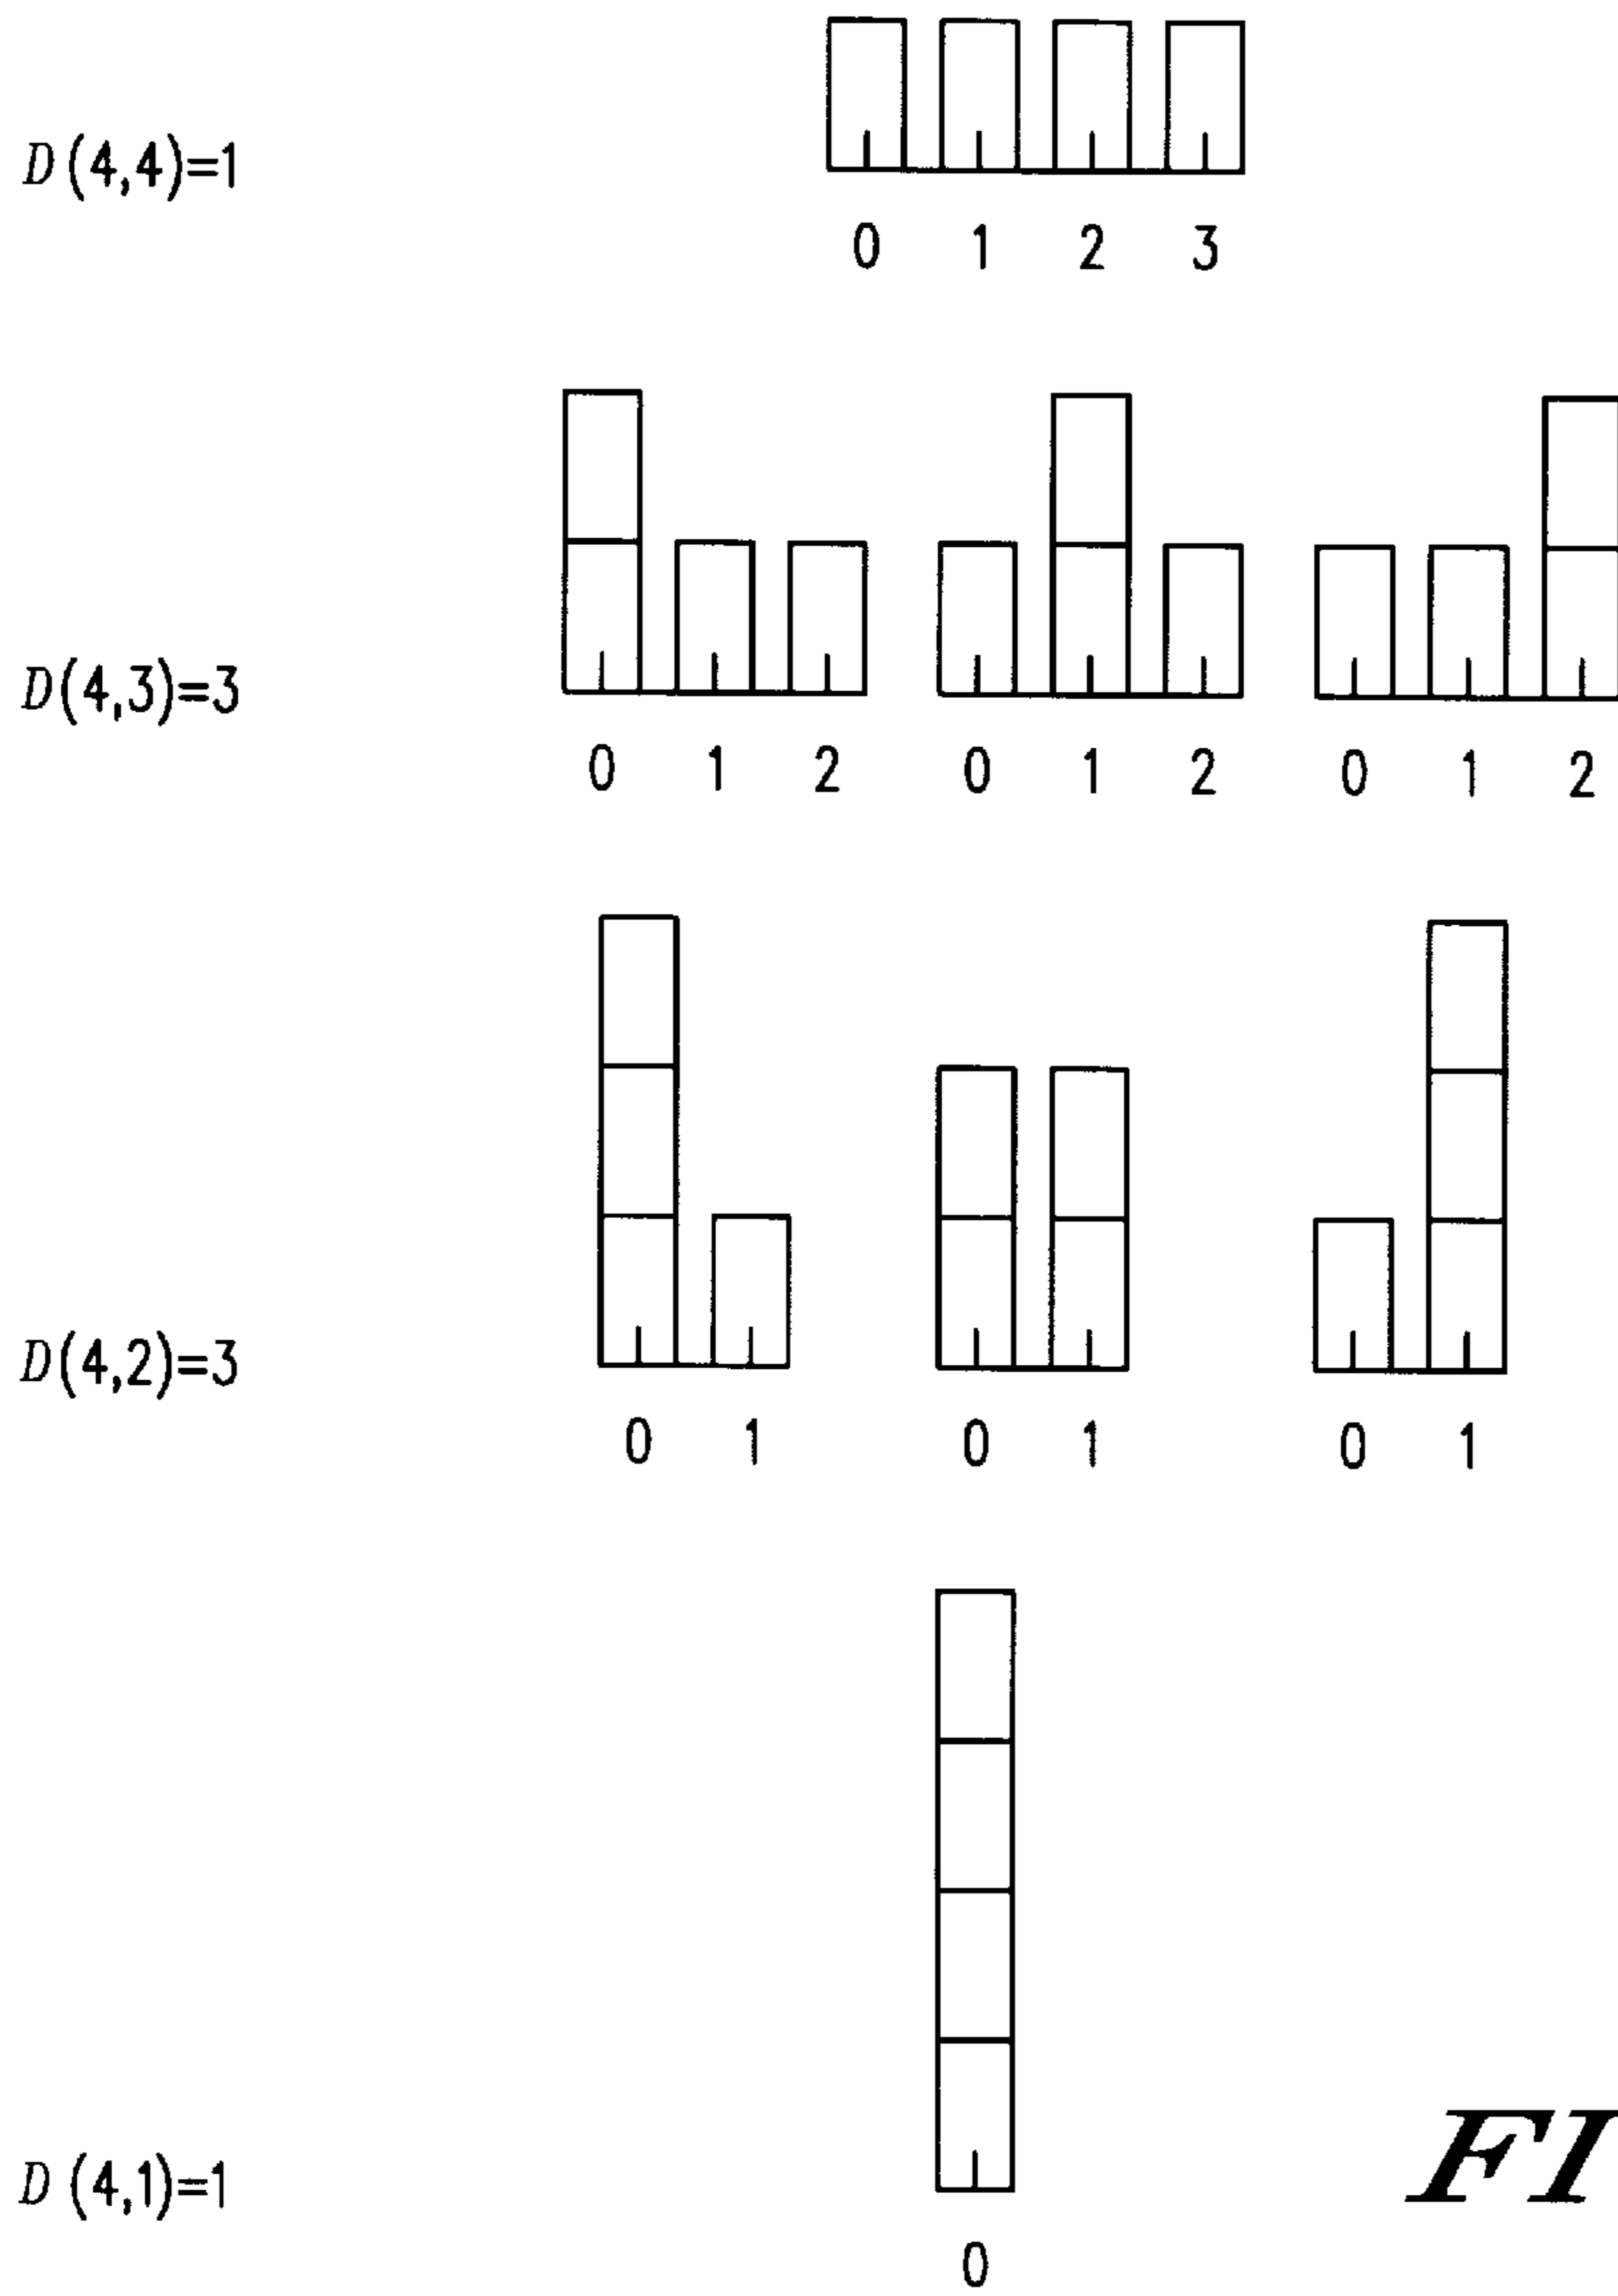 D(4,4)=1
0 1 2 3
D(4,3)=3
0 1 2 0 1 2 0 1 2
D(4,2)=3
0 1 0 1 0 1
D(4,1)=1
FI
0